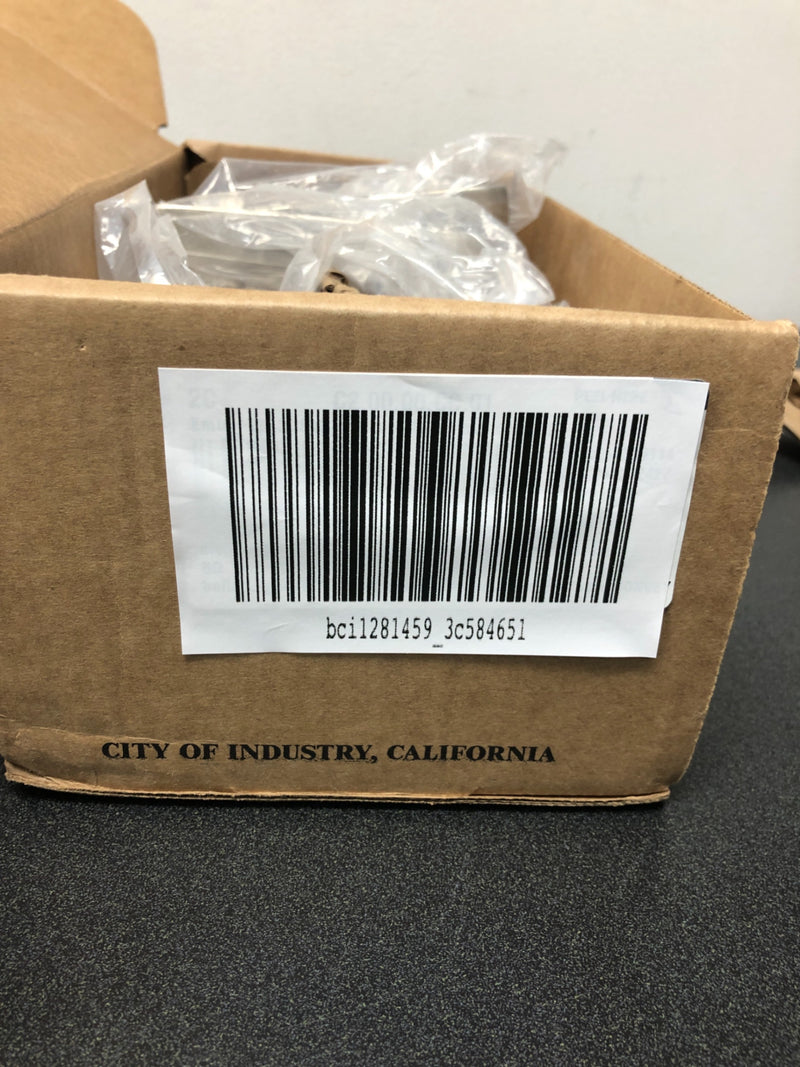 bci1281459 3c584651
CITY OF INDUSTRY, CALIFORNIA